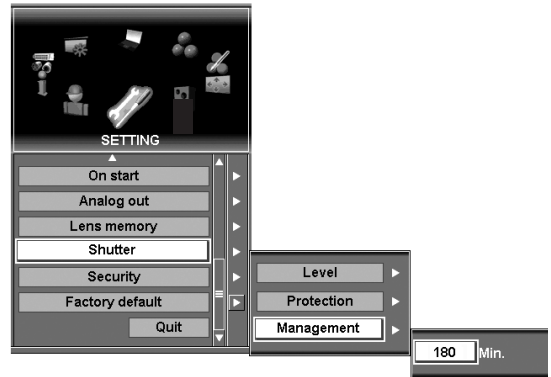 SETTING
On start
Analog out
Lens memory
Shutter
Security
Factory default
Quit
Level
Protection
Management
180 Min.